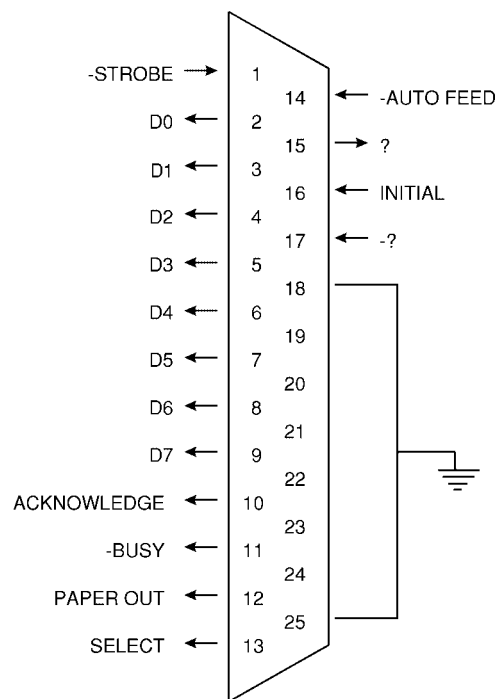 -STROBE 1
14 -AUTO FEED
D0 2
15 ?
D1 3
16 INITIAL
D2 4
17 -?
D3 5
18
D4 6
19
D5 7
20
D6 8
21
D7 9
22
ACKNOWLEDGE 10
23
-BUSY 11
24
PAPER OUT 12
25
SELECT 13